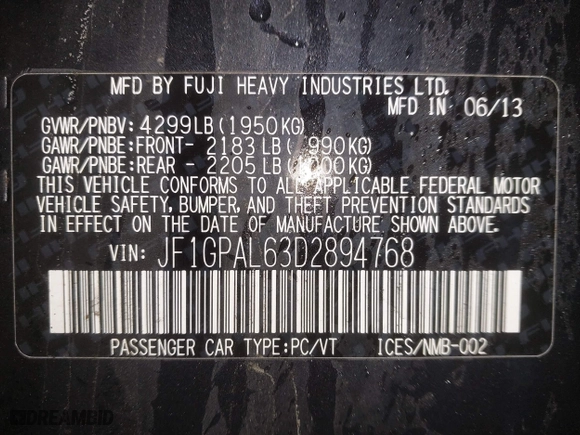 MFD BY FUJI HEAVY INDUSTRIES LTD.
MFD IN 06/13
GVWR/PNBV: 4299LB(1950KG)
GAWR/PNBE:FRONT- 2183LB( 990KG)
GAWR/PNBE:REAR - 2205LB(1000KG)
THIS VEHICLE CONFORMS TO ALL APPLICABLE FEDERAL MOTOR
VEHICLE SAFETY, BUMPER, AND THEFT PREVENTION STANDARDS
IN EFFECT ON THE DATE OF MANUFACTURE SHOWN ABOVE.
VIN: JF1GPAL63D2894768
PASSENGER CAR TYPE:PC/VT ICES/NMB-002
DREAMBID